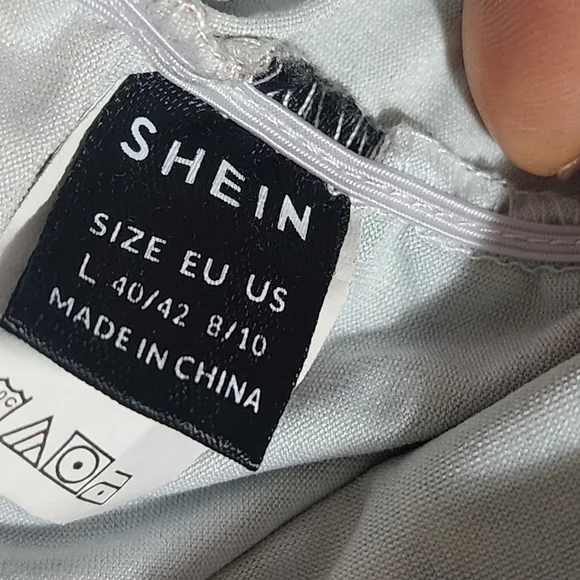 SHEIN
SIZE EU US
L 40/42 8/10
MADE IN CHINA